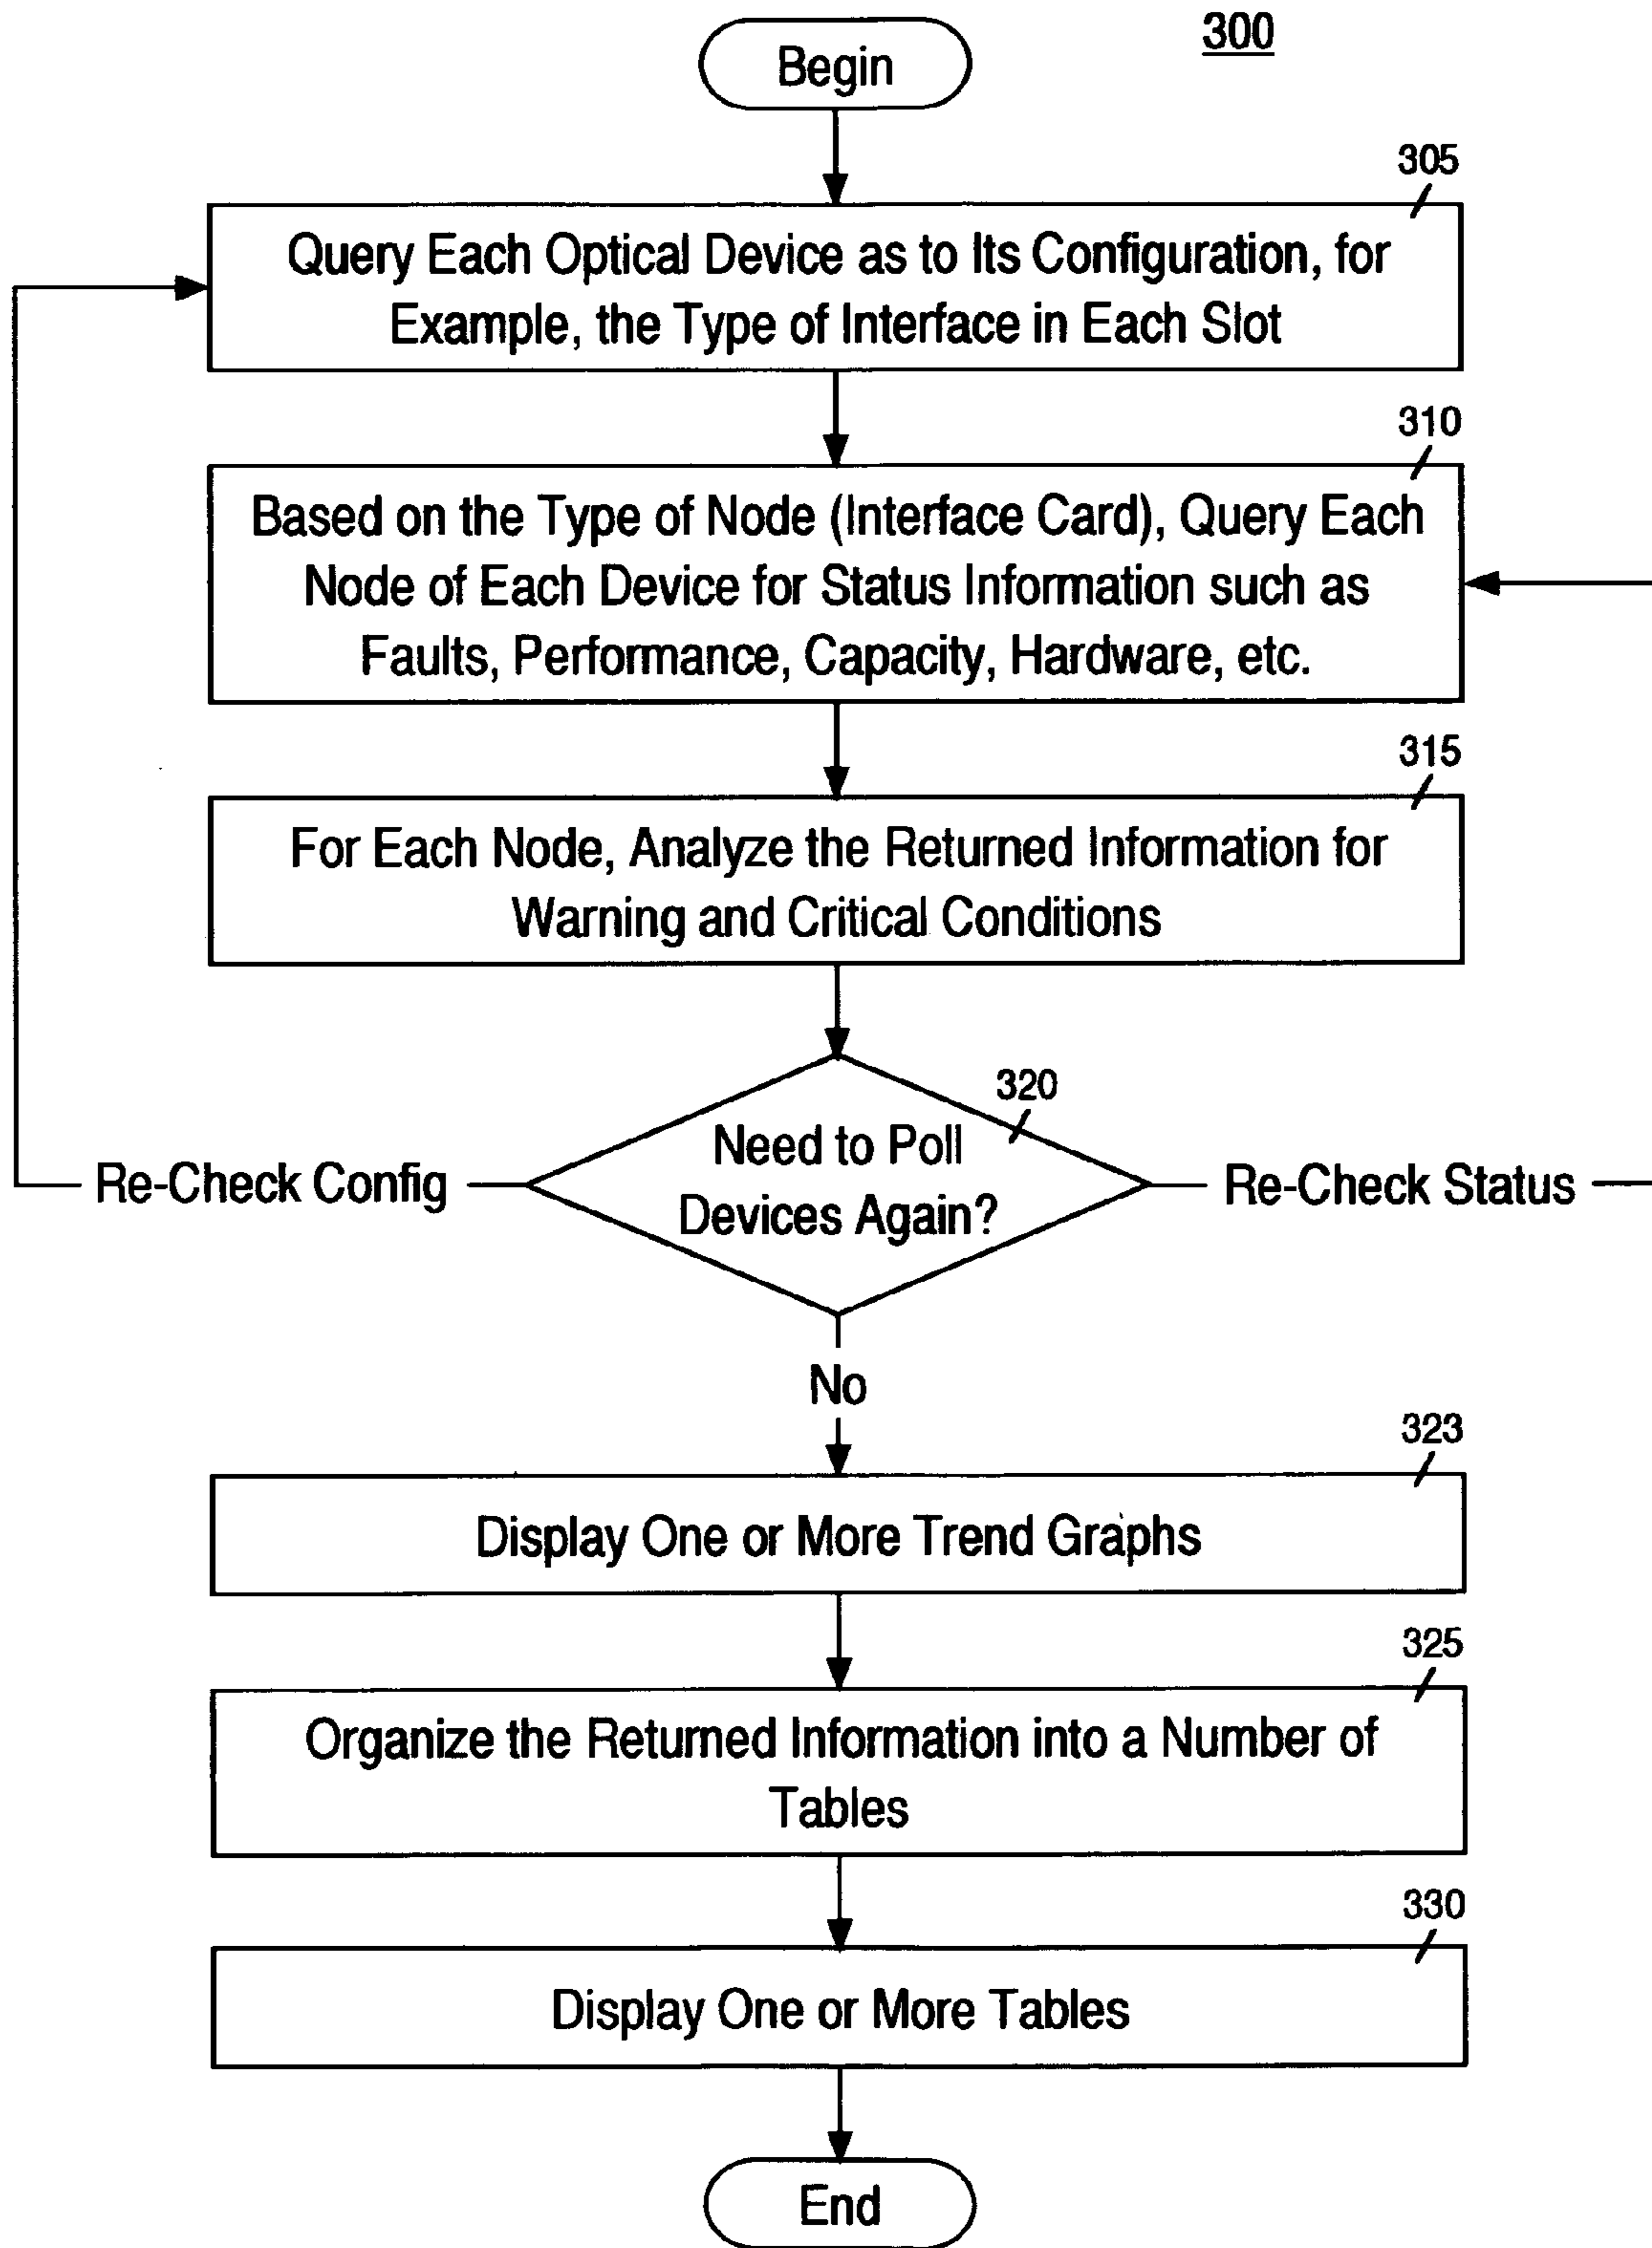 300
Begin
305
Query Each Optical Device as to Its Configuration, for
Example, the Type of Interface in Each Slot
310
Based on the Type of Node (Interface Card), Query Each
Node of Each Device for Status Information such as
Faults, Performance, Capacity, Hardware, etc.
315
For Each Node, Analyze the Returned Information for
Warning and Critical Conditions
320
Need to Poll
Devices Again?
Re-Check Config
Re-Check Status
No
323
Display One or More Trend Graphs
325
Organize the Returned Information into a Number of
Tables
330
Display One or More Tables
End